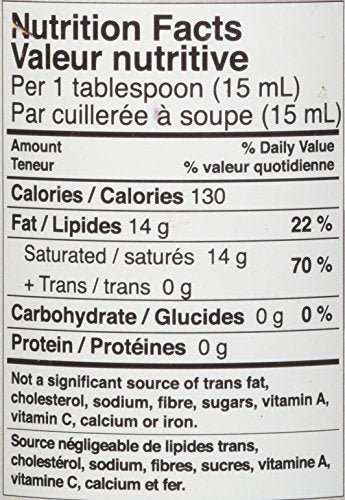 Nutrition Facts
Valeur nutritive
Per 1 tablespoon (15 mL)
Par cuillerée à soupe (15 mL)
Amount % Daily Value
Teneur % valeur quotidienne
Calories / Calories 130
Fat / Lipides 14 g 22 %
Saturated / saturés 14 g 70 %
+ Trans / trans 0 g
Carbohydrate / Glucides 0 g 0 %
Protein / Protéines 0 g
Not a significant source of trans fat,
cholesterol, sodium, fibre, sugars, vitamin A,
vitamin C, calcium or iron.
Source négligeable de lipides trans,
cholestérol, sodium, fibres, sucres, vitamine A,
vitamine C, calcium et fer.